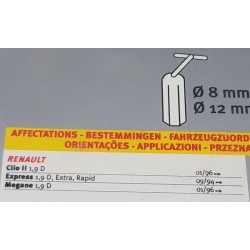 Ø 8 mm
Ø 12 mm
AFFECTATIONS - BESTEMMINGEN - FAHRZEUGZUORD
ORIENTAÇÕES - APPLICAZIONI - PRZEZNA
RENAULT
Clio II 1,9 D 01/96→
Express 1,9 D, Extra, Rapid 09/94→
Megane 1,9 D 01/96→